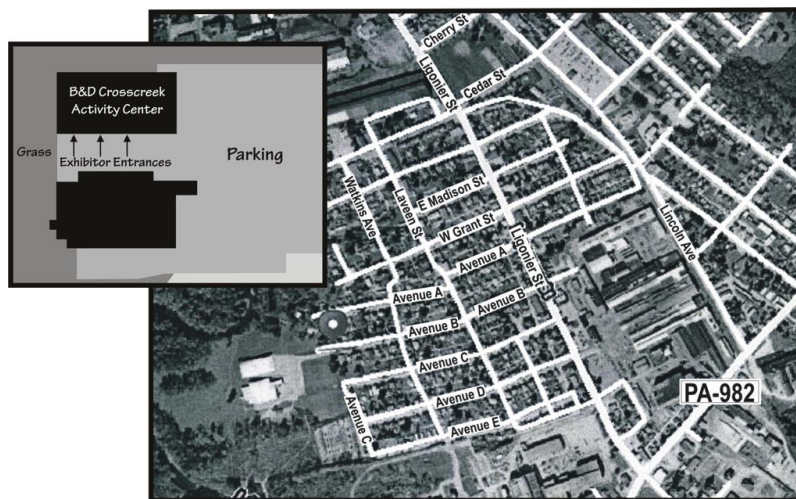 B&D Crosscreek
Activity Center
Grass
Exhibitor Entrances
Parking
Cherry St
Ligonier St
Cedar St
E Madison St
Watkins Ave
Laveen St
W Grant St
Avenue A
Ligonier St
Lincoln Ave
Avenue A
Avenue B
Avenue B
Avenue C
Avenue D
Avenue C
Avenue E
PA-982